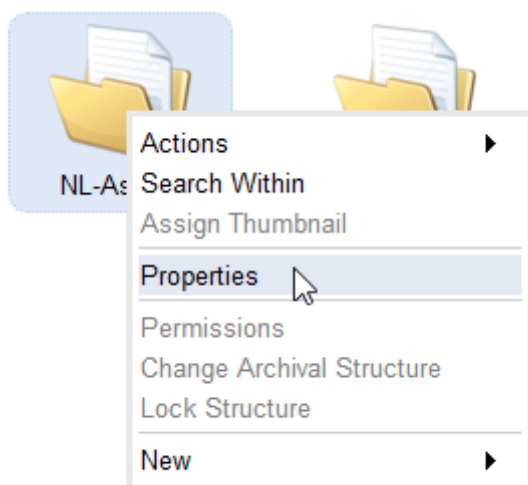 Actions
NL-As
Search Within
Assign Thumbnail
Properties
Permissions
Change Archival Structure
Lock Structure
New